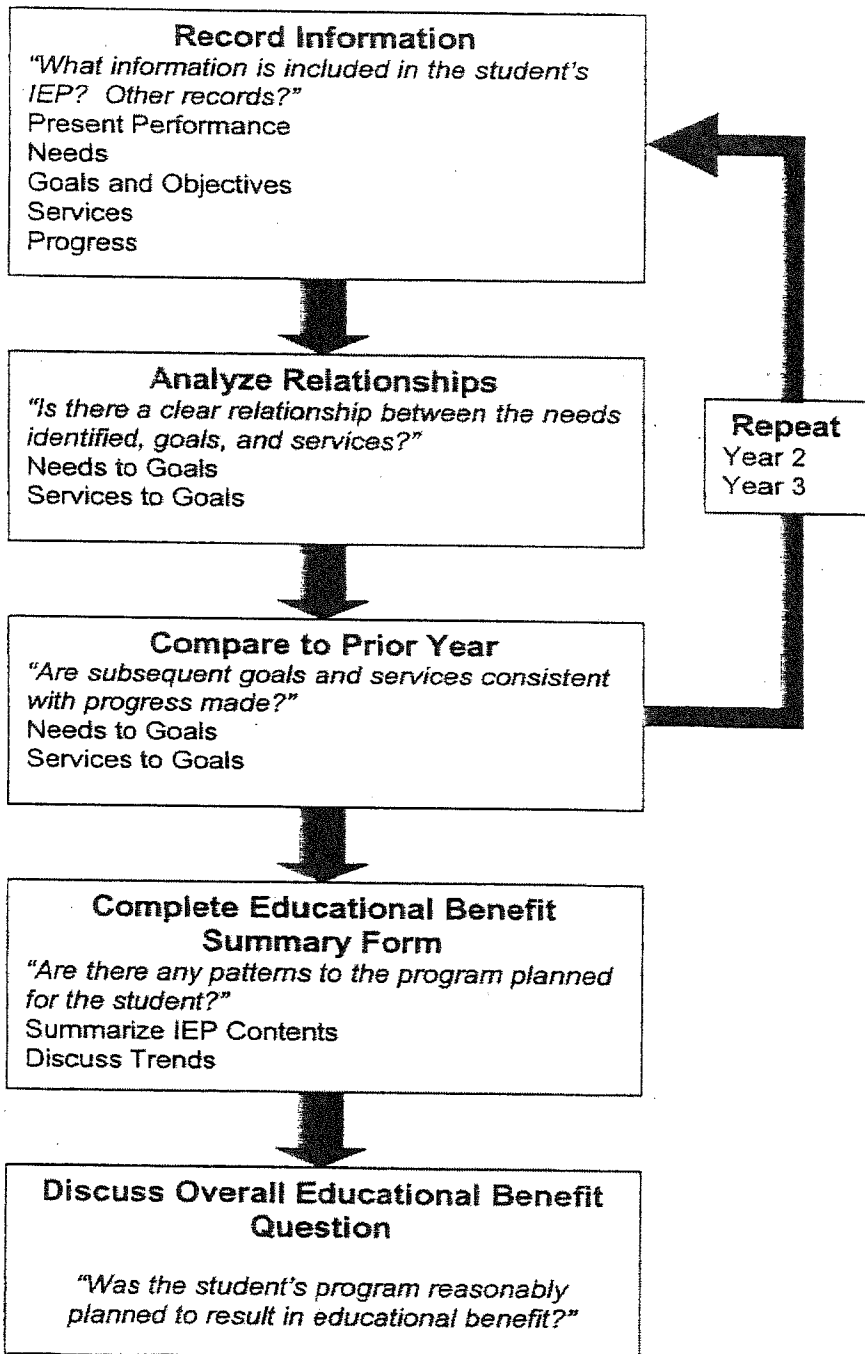 Record Information
"What information is included in the student's
IEP? Other records?"
Present Performance
Needs
Goals and Objectives
Services
Progress
Analyze Relationships
"Is there a clear relationship between the needs
identified, goals, and services?"
Needs to Goals
Services to Goals
Repeat
Year 2
Year 3
Compare to Prior Year
"Are subsequent goals and services consistent
with progress made?"
Needs to Goals
Services to Goals
Complete Educational Benefit
Summary Form
"Are there any patterns to the program planned
for the student?"
Summarize IEP Contents
Discuss Trends
Discuss Overall Educational Benefit
Question
"Was the student's program reasonably
planned to result in educational benefit?"